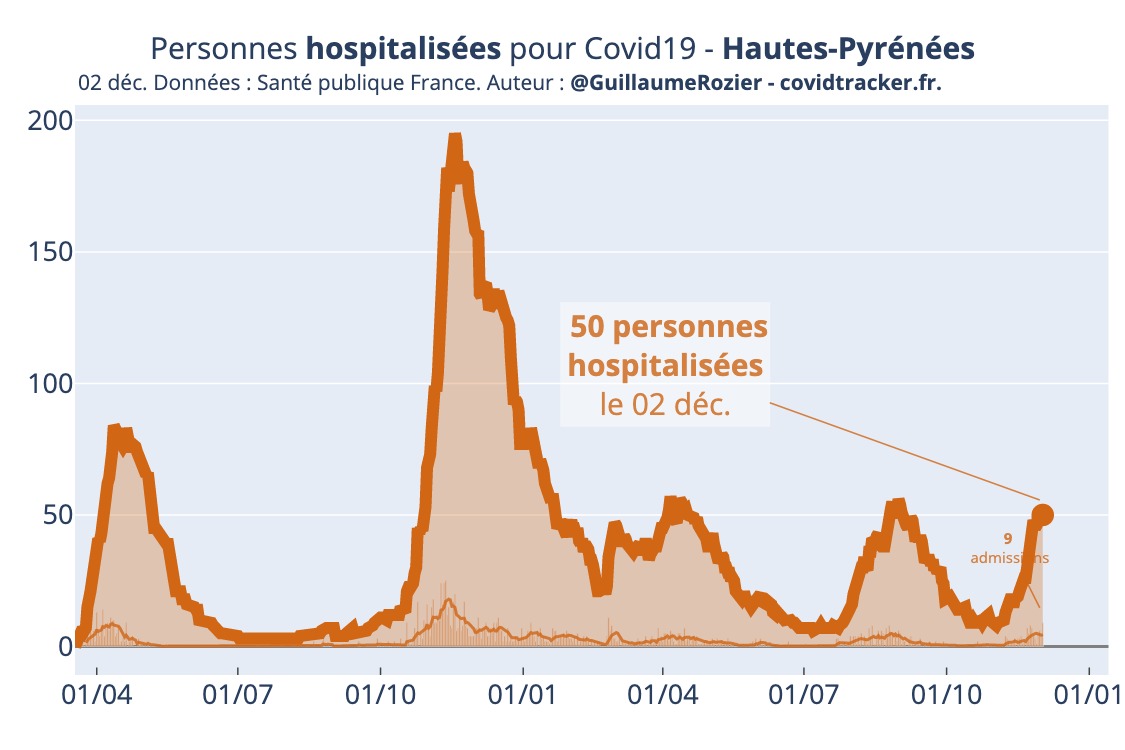 Personnes hospitalisées pour Covid19 - Hautes-Pyrénées
02 déc. Données : Santé publique France. Auteur : @GuillaumeRozier - covidtracker.fr.
200
150
100
50
0
50 personnes
hospitalisées
le 02 déc.
9
admissions
01/04 01/07 01/10 01/01 01/04 01/07 01/10 01/01